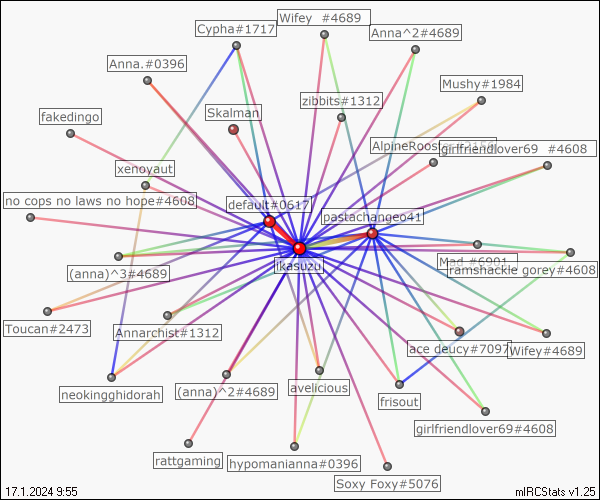 Wifey #4689
Cypha#1717
Anna^2#4689
Anna.#0396
Mushy#1984
zibbits#1312
Skalman
fakedingo
girlfriendlover69 #4608
xenoyaut
no cops no laws no hope#4608
default#0617
pastachangeo41
Mad #6901
ramshackle gorey#4608
(anna)^3#4689
Toucan#2473
Annarchist#1312
ace deucy#7097
Wifey#4689
neokingghidorah
(anna)^2#4689
avelicious
frisout
girlfriendlover69#4608
rattgaming
hypomanianna#0396
Soxy Foxy#5076
17.1.2024 9:55
mIRCStats v1.25